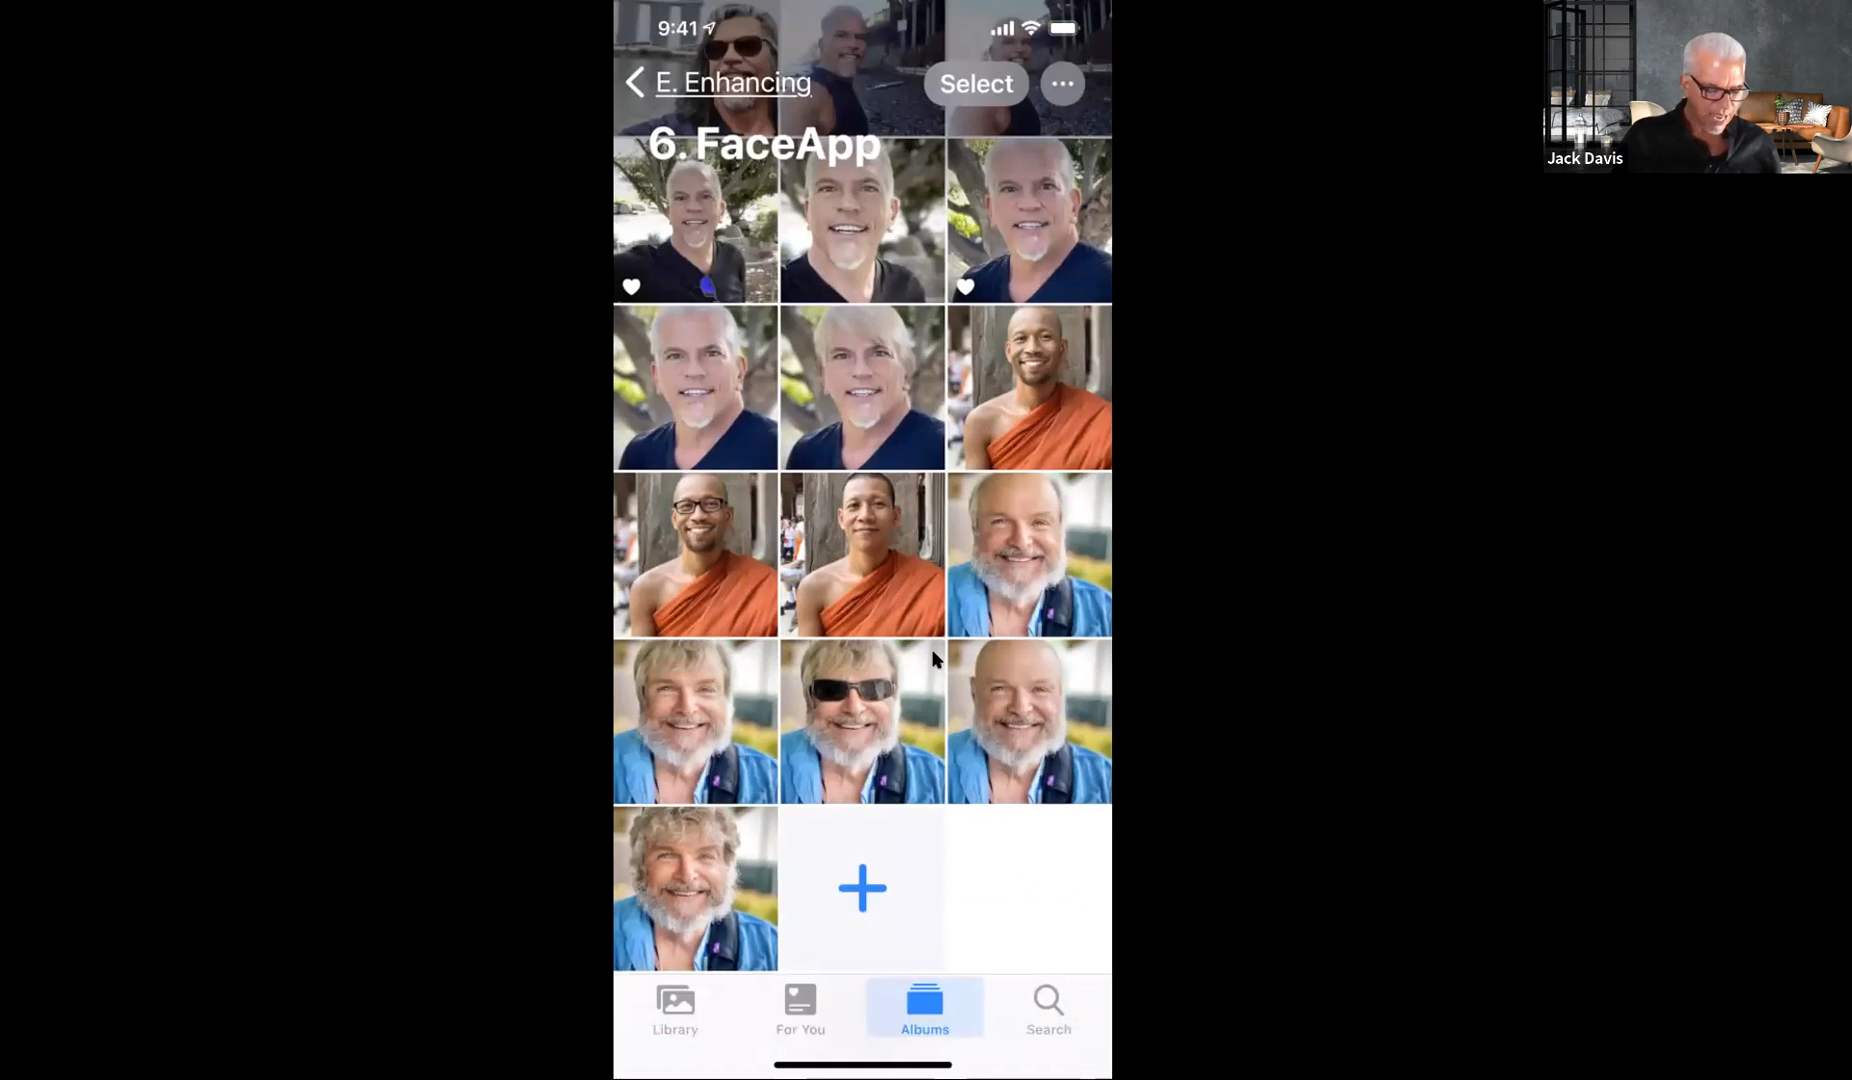 9:41
E. Enhancing
Select
6. FaceApp
Jack Davis
Library
For You
Albums
Search